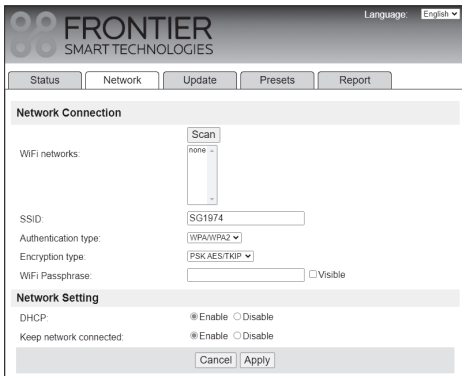 Language: English
FRONTIER
SMART TECHNOLOGIES
Status Network Update Presets Report
Network Connection
Scan
WiFi networks: none
SSID: SG1974
Authentication type: WPA/WPA2
Encryption type: PSK AES/TKIP
WiFi Passphrase: Visible
Network Setting
DHCP: Enable Disable
Keep network connected: Enable Disable
Cancel Apply